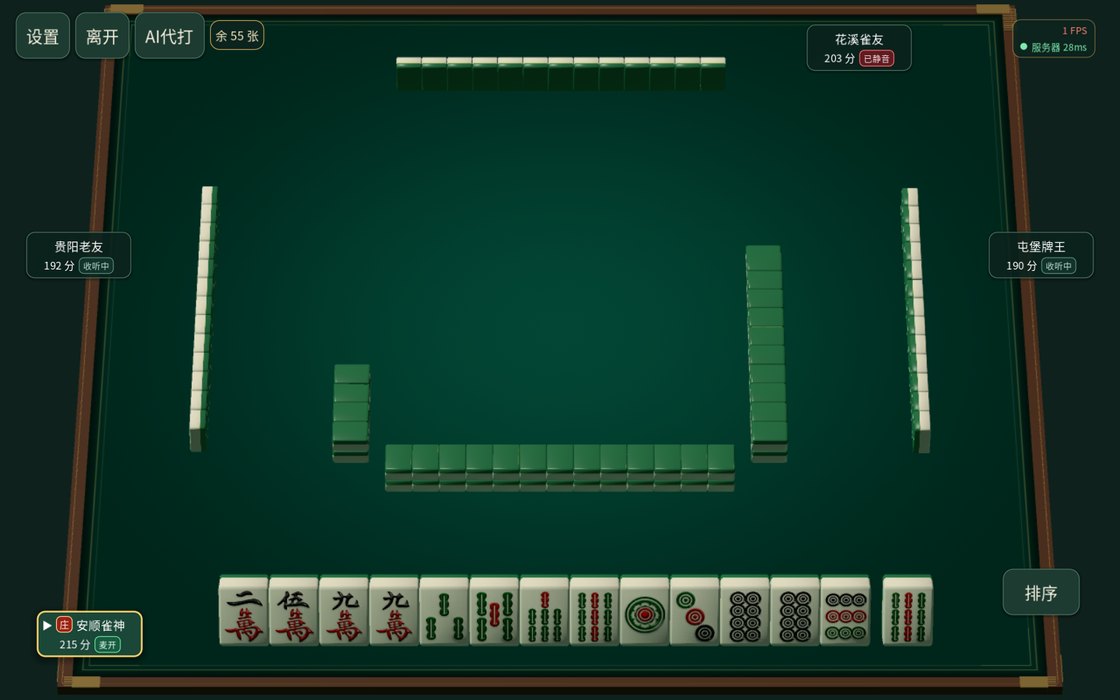 设置
离开
AI代打
余 55 张
花溪雀友
203 分 已静音
1 FPS
服务器 28ms
贵阳老友
192 分 收听中
屯堡牌王
190 分 收听中
排序
庄 安顺雀神
215 分 麦开
二萬 伍萬 九萬 九萬